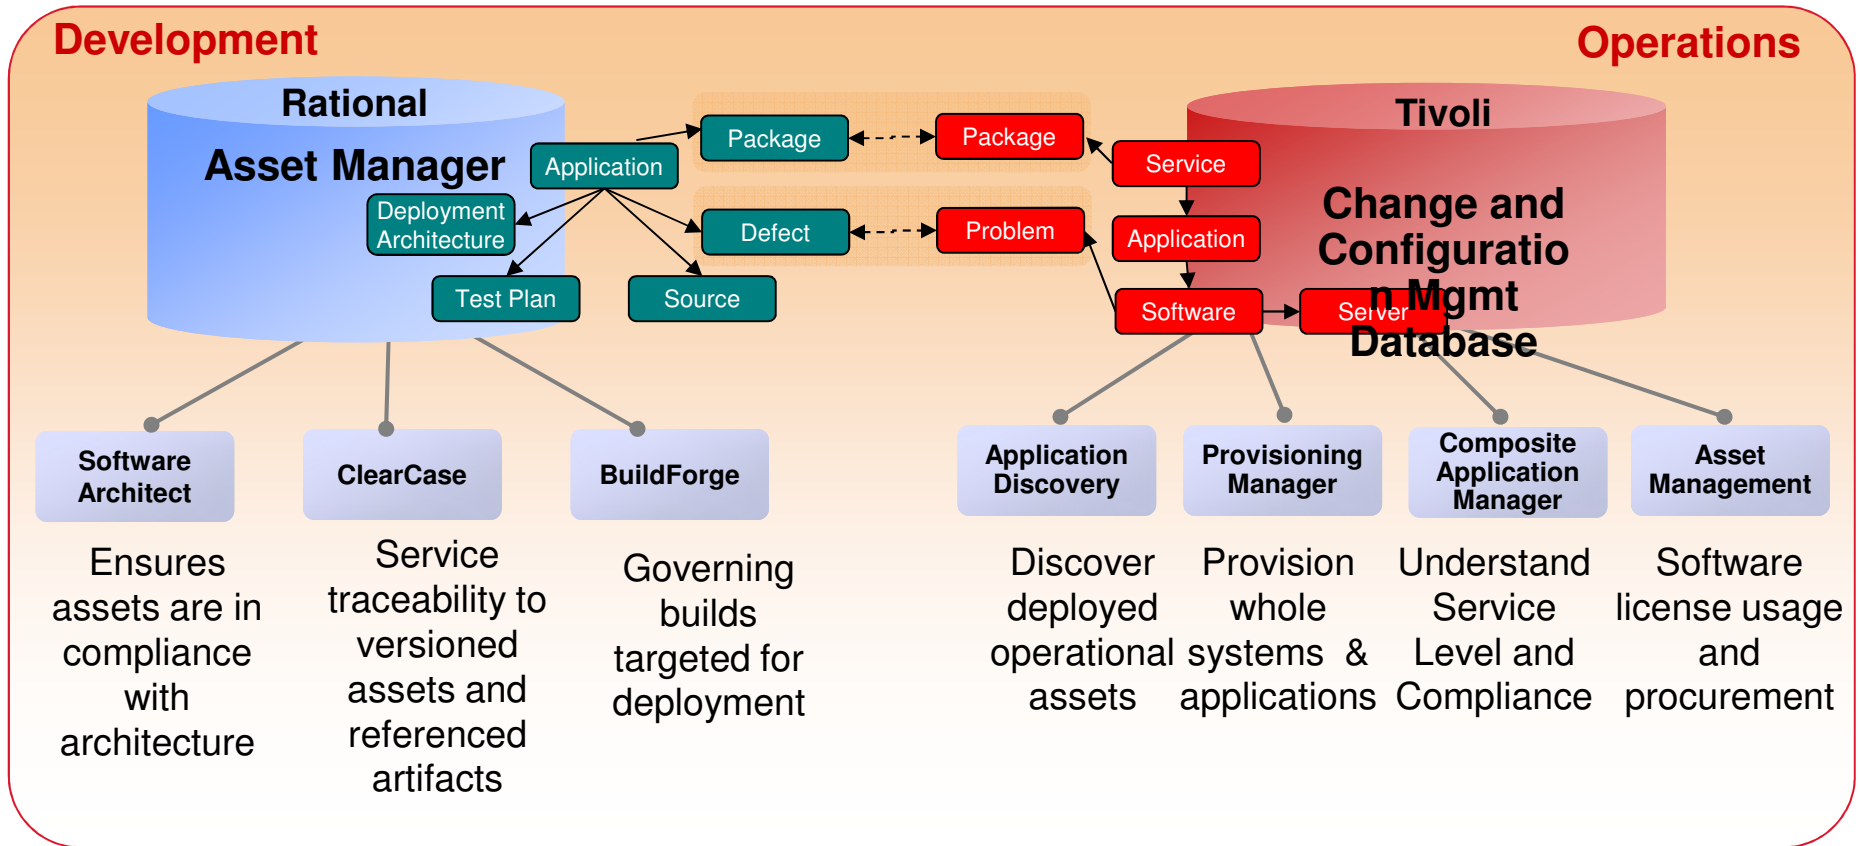 Development
Operations
Rational
Asset Manager
Application
Deployment
Architecture
Test Plan
Source
Package
Defect
Package
Problem
Tivoli
Change and
Configuratio
n Mgmt
Database
Service
Application
Software
Server
Software
Architect
Ensures
assets are in
compliance
with
architecture
ClearCase
Service
traceability to
versioned
assets and
referenced
artifacts
BuildForge
Governing
builds
targeted for
deployment
Application
Discovery
Discover
deployed
operational
assets
Provisioning
Manager
Provision
whole
systems &
applications
Composite
Application
Manager
Understand
Service
Level and
Compliance
Asset
Management
Software
license usage
and
procurement